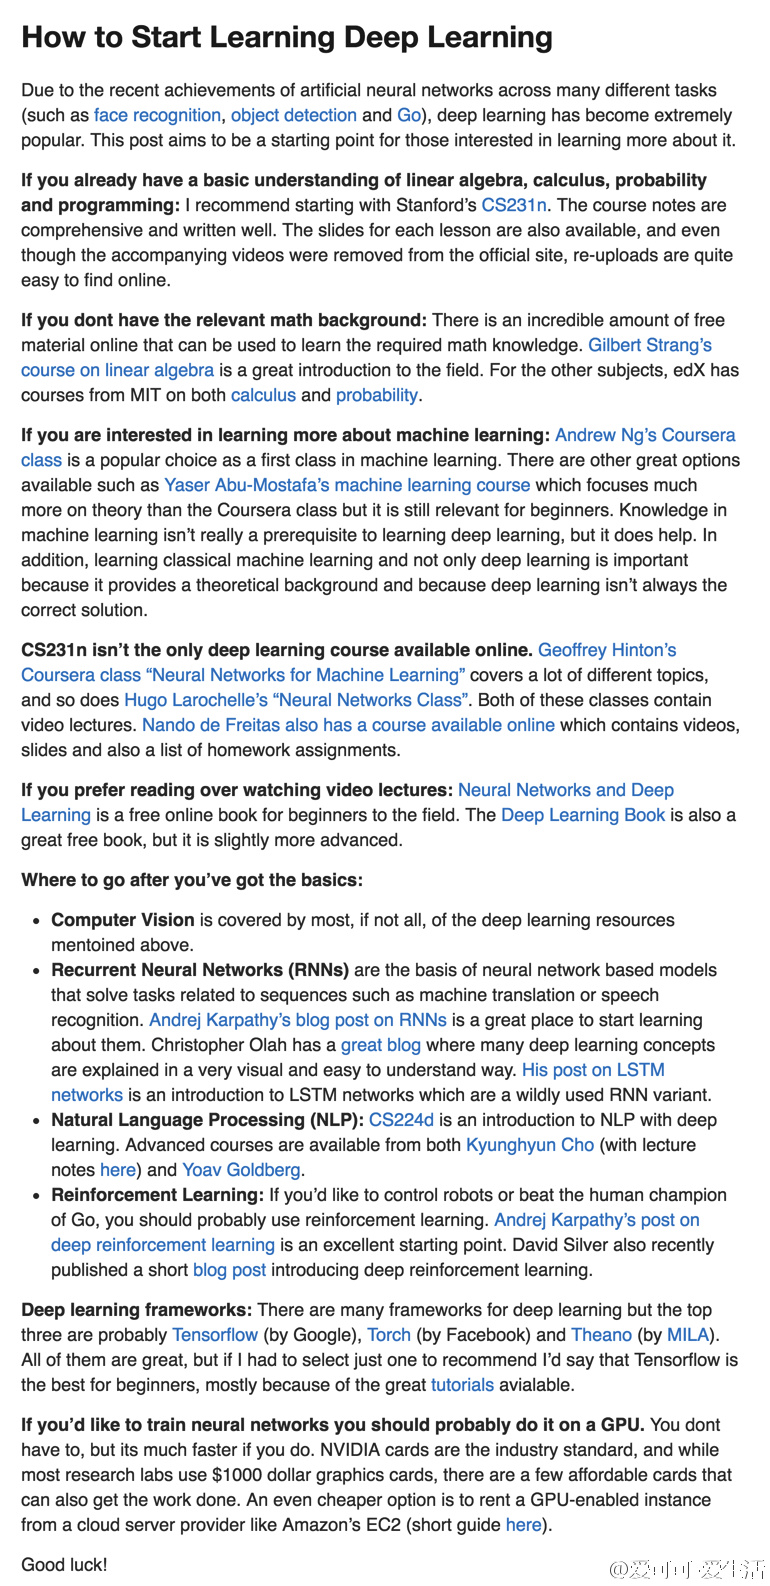 How to Start Learning Deep Learning
Due to the recent achievements of artificial neural networks across many different tasks
(such as face recognition, object detection and Go), deep learning has become extremely
popular. This post aims to be a starting point for those interested in learning more about it.
If you already have a basic understanding of linear algebra, calculus, probability
and programming: I recommend starting with Stanford’s CS231n. The course notes are
comprehensive and written well. The slides for each lesson are also available, and even
though the accompanying videos were removed from the official site, re-uploads are quite
easy to find online.
If you dont have the relevant math background: There is an incredible amount of free
material online that can be used to learn the required math knowledge. Gilbert Strang’s
course on linear algebra is a great introduction to the field. For the other subjects, edX has
courses from MIT on both calculus and probability.
If you are interested in learning more about machine learning: Andrew Ng’s Coursera
class is a popular choice as a first class in machine learning. There are other great options
available such as Yaser Abu-Mostafa’s machine learning course which focuses much
more on theory than the Coursera class but it is still relevant for beginners. Knowledge in
machine learning isn’t really a prerequisite to learning deep learning, but it does help. In
addition, learning classical machine learning and not only deep learning is important
because it provides a theoretical background and because deep learning isn’t always the
correct solution.
CS231n isn’t the only deep learning course available online. Geoffrey Hinton’s
Coursera class “Neural Networks for Machine Learning” covers a lot of different topics,
and so does Hugo Larochelle’s “Neural Networks Class”. Both of these classes contain
video lectures. Nando de Freitas also has a course available online which contains videos,
slides and also a list of homework assignments.
If you prefer reading over watching video lectures: Neural Networks and Deep
Learning is a free online book for beginners to the field. The Deep Learning Book is also a
great free book, but it is slightly more advanced.
Where to go after you’ve got the basics:
• Computer Vision is covered by most, if not all, of the deep learning resources
mentoined above.
• Recurrent Neural Networks (RNNs) are the basis of neural network based models
that solve tasks related to sequences such as machine translation or speech
recognition. Andrej Karpathy’s blog post on RNNs is a great place to start learning
about them. Christopher Olah has a great blog where many deep learning concepts
are explained in a very visual and easy to understand way. His post on LSTM
networks is an introduction to LSTM networks which are a wildly used RNN variant.
• Natural Language Processing (NLP): CS224d is an introduction to NLP with deep
learning. Advanced courses are available from both Kyunghyun Cho (with lecture
notes here) and Yoav Goldberg.
• Reinforcement Learning: If you’d like to control robots or beat the human champion
of Go, you should probably use reinforcement learning. Andrej Karpathy’s post on
deep reinforcement learning is an excellent starting point. David Silver also recently
published a short blog post introducing deep reinforcement learning.
Deep learning frameworks: There are many frameworks for deep learning but the top
three are probably Tensorflow (by Google), Torch (by Facebook) and Theano (by MILA).
All of them are great, but if I had to select just one to recommend I’d say that Tensorflow is
the best for beginners, mostly because of the great tutorials avialable.
If you’d like to train neural networks you should probably do it on a GPU. You dont
have to, but its much faster if you do. NVIDIA cards are the industry standard, and while
most research labs use $1000 dollar graphics cards, there are a few affordable cards that
can also get the work done. An even cheaper option is to rent a GPU-enabled instance
from a cloud server provider like Amazon’s EC2 (short guide here).
Good luck!
@爱可可-爱生活